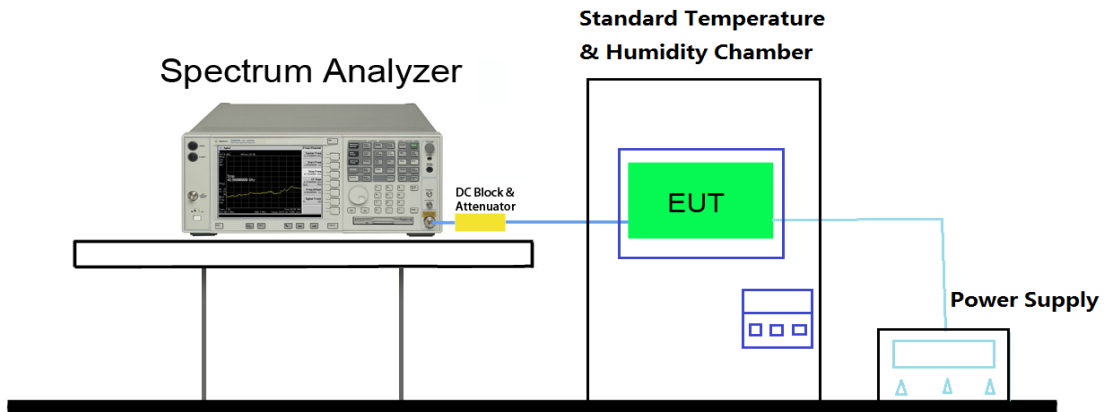 Standard Temperature
& Humidity Chamber
Spectrum Analyzer
DC Block &
Attenuator
EUT
Power Supply